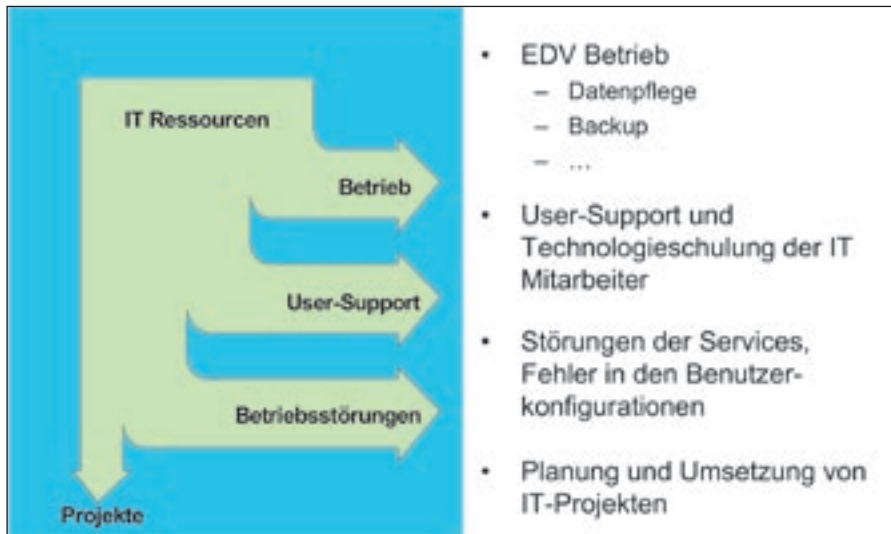 IT Ressourcen
Betrieb
User-Support
Betriebsstörungen
Projekte
• EDV Betrieb
– Datenpflege
– Backup
– ...
• User-Support und
Technologieschulung der IT
Mitarbeiter
• Störungen der Services,
Fehler in den Benutzer-
konfigurationen
• Planung und Umsetzung von
IT-Projekten